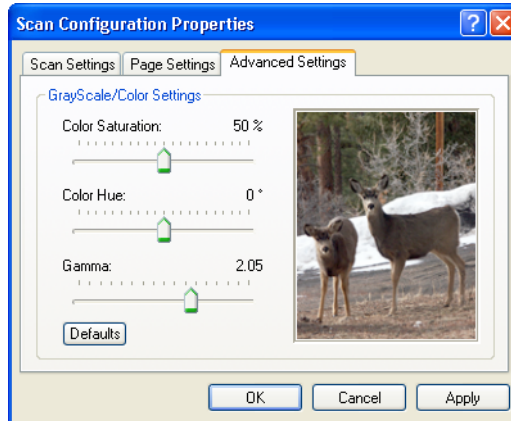 Scan Configuration Properties
Scan Settings Page Settings Advanced Settings
GrayScale/Color Settings
Color Saturation: 50 %
Color Hue: 0 °
Gamma: 2.05
Defaults
OK Cancel Apply